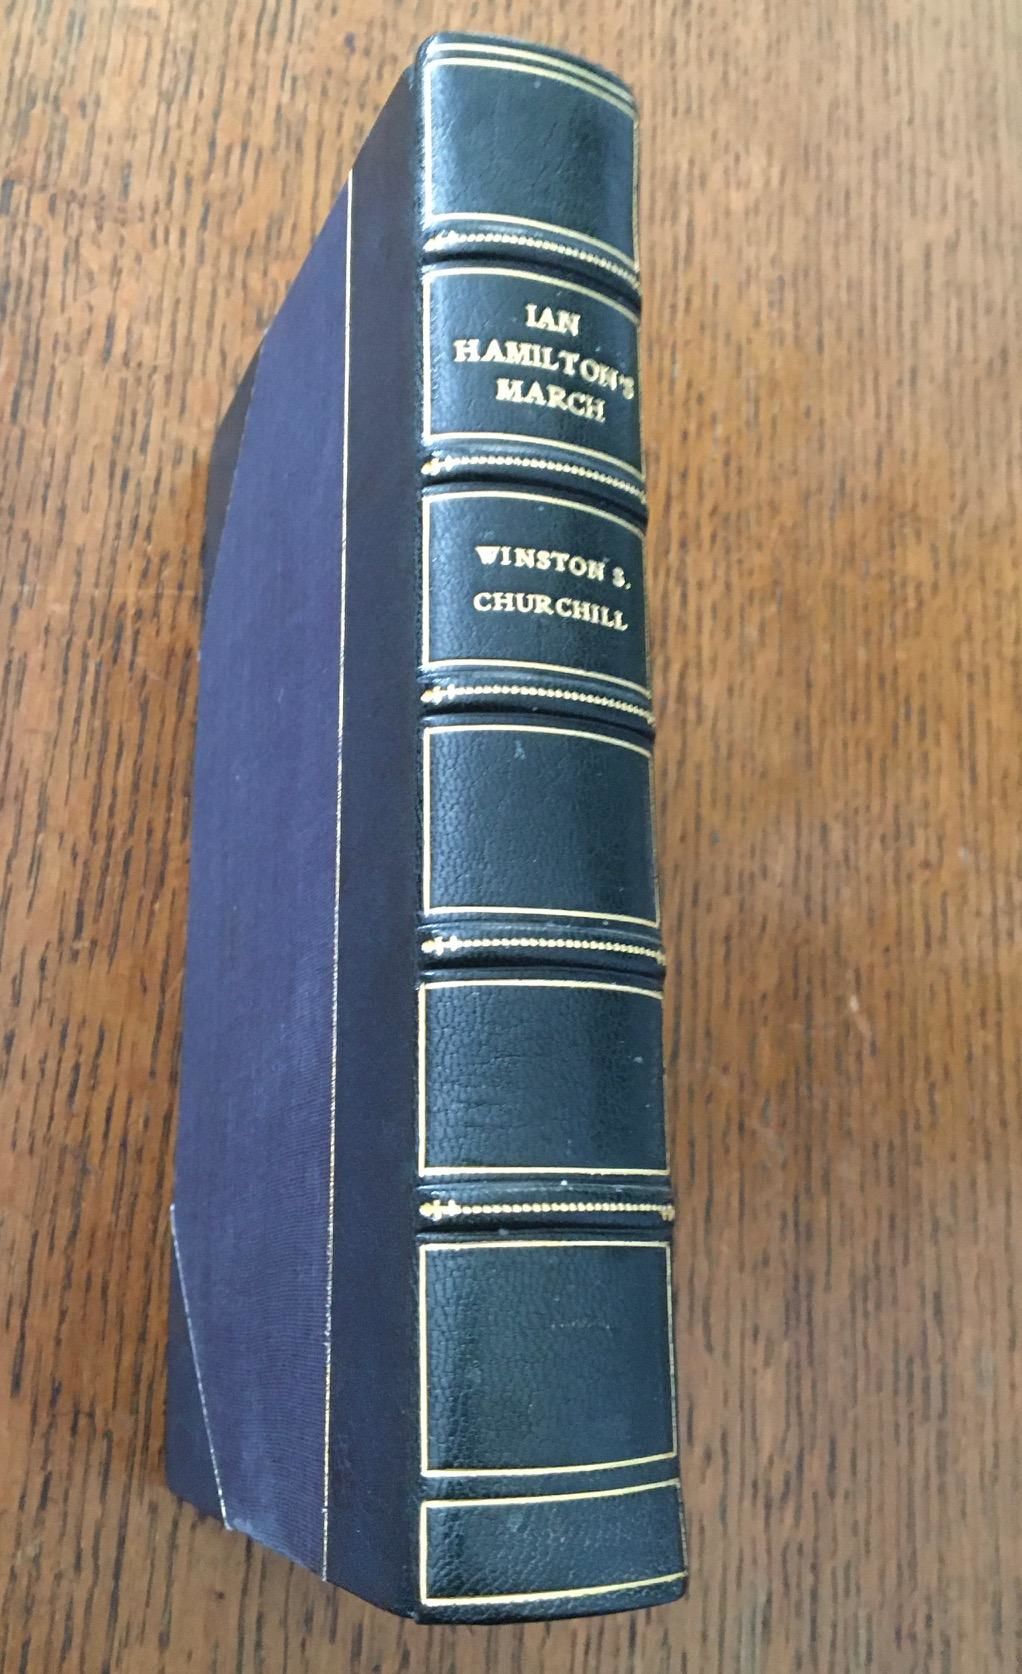 IAN
HAMILTON'S
MARCH
WINSTON S.
CHURCHILL